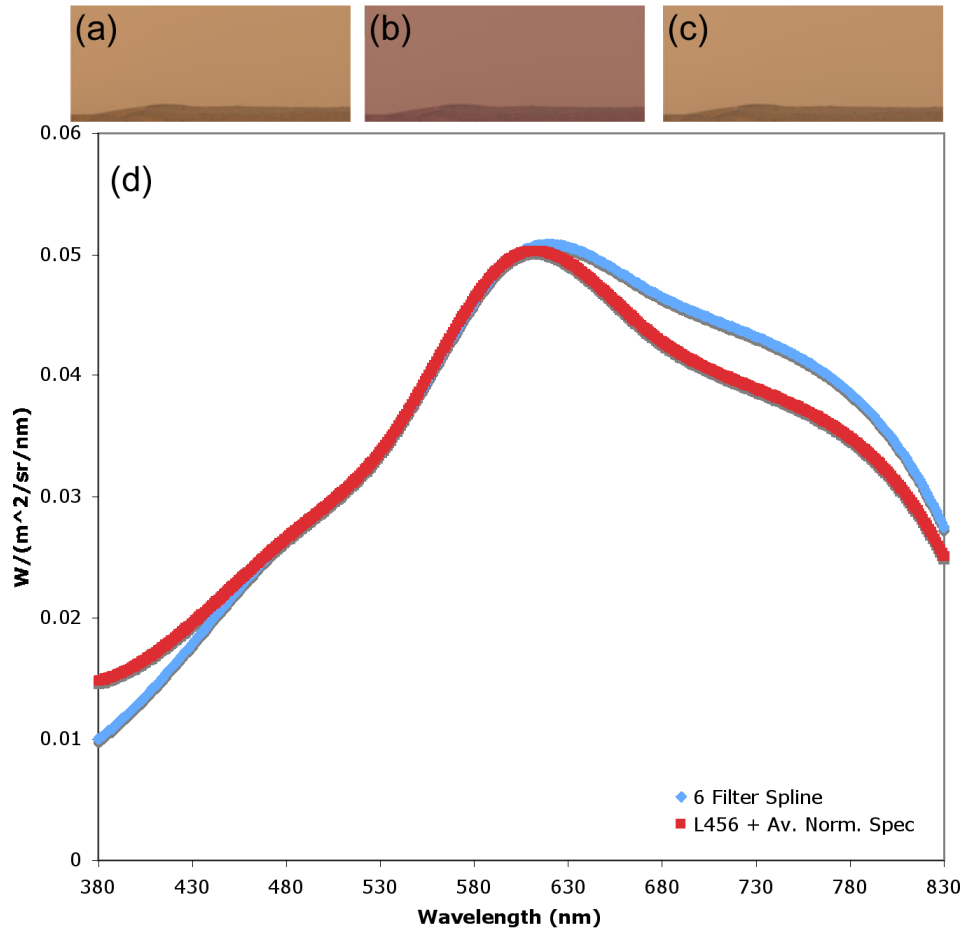 (a) (b) (c)
(d)
0.06
0.05
0.04
0.03
0.02
0.01
0
W/(m^2/sr/nm)
6 Filter Spline
L456 + Av. Norm. Spec
380 430 480 530 580 630 680 730 780 830
Wavelength (nm)